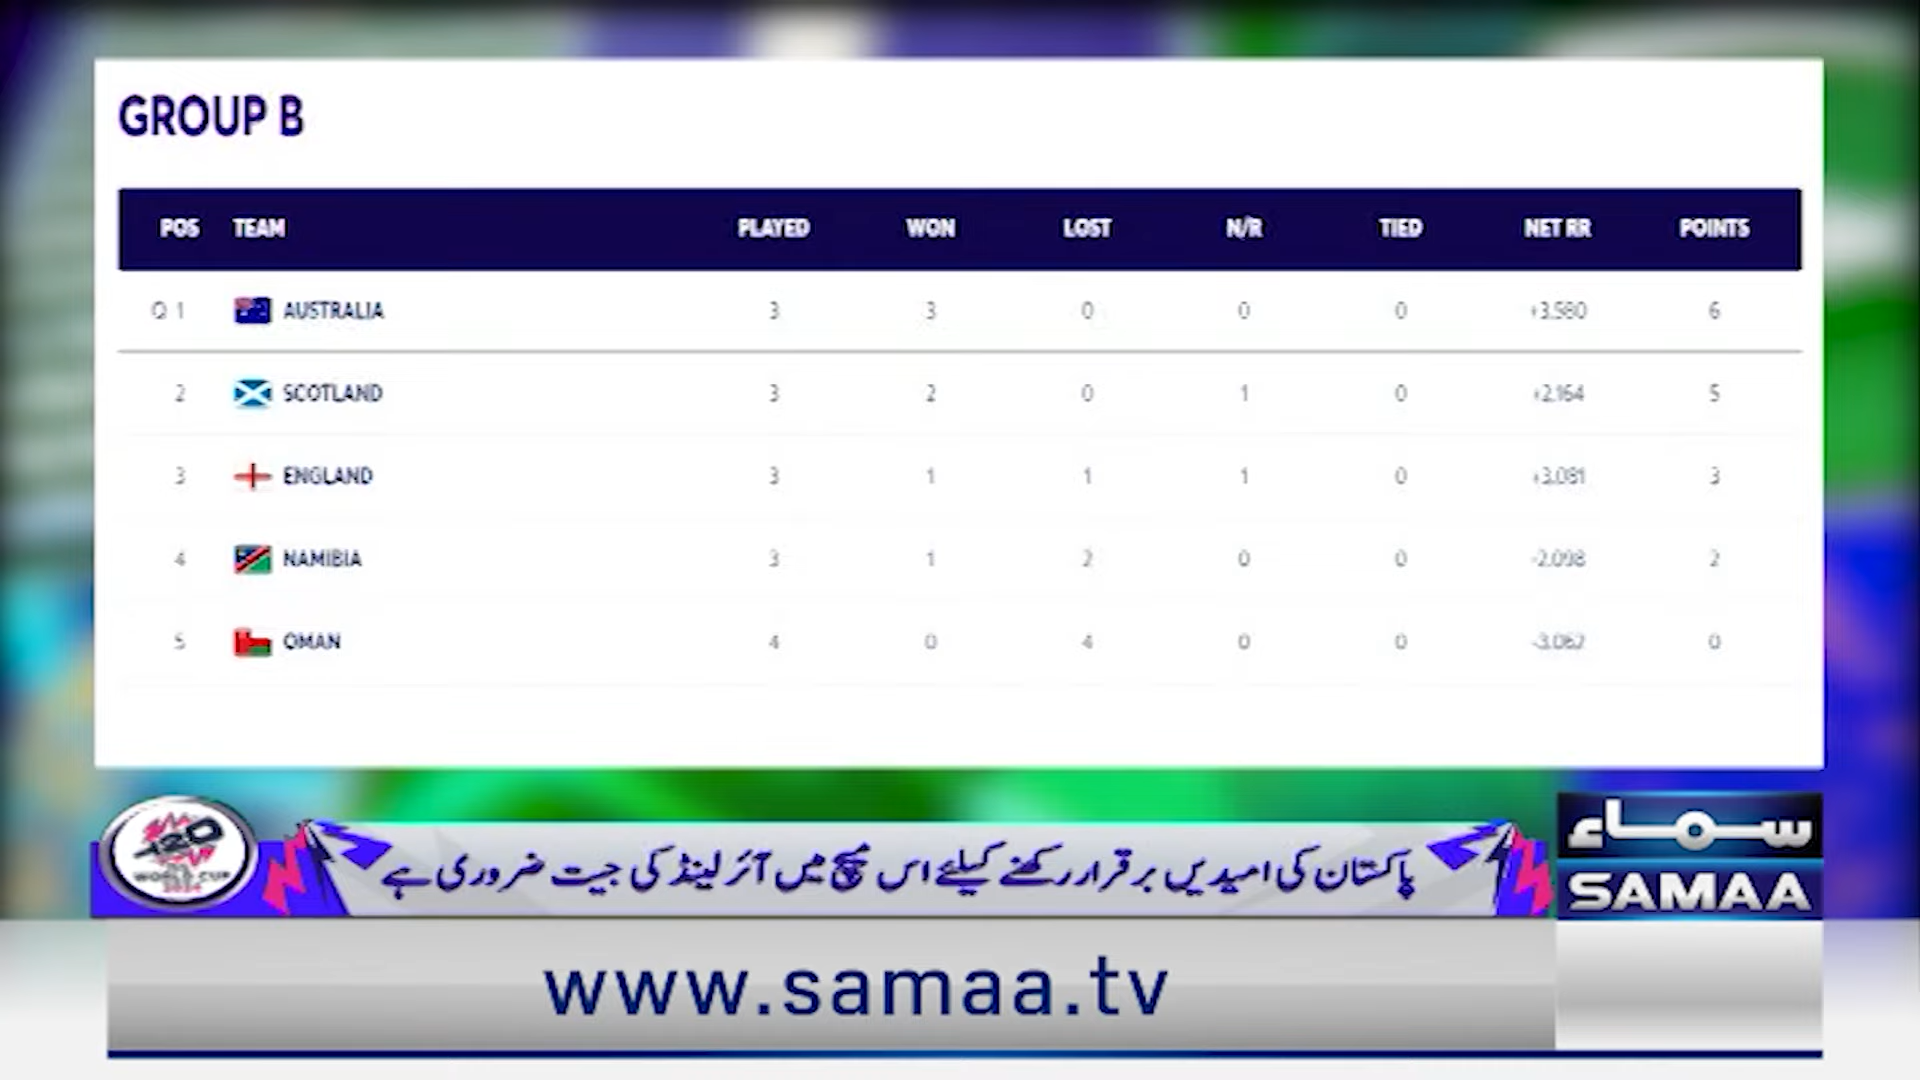 GROUP B
POS TEAM PLAYED WON LOST N/R TIED NET RR POINTS
Q 1 AUSTRALIA 3 3 0 0 0 +3.580 6
2 SCOTLAND 3 2 0 1 0 +2.164 5
3 ENGLAND 3 1 1 1 0 +3.081 3
4 NAMIBIA 3 1 2 0 0 -2.098 2
5 OMAN 4 0 4 0 0 -3.062 0
پاکستان کی امیدیں برقرار رکھنے کیلئے اس میچ میں آئرلینڈ کی جیت ضروری ہے
T20
WORLD CUP
2024
سماء
SAMAA
www.samaa.tv